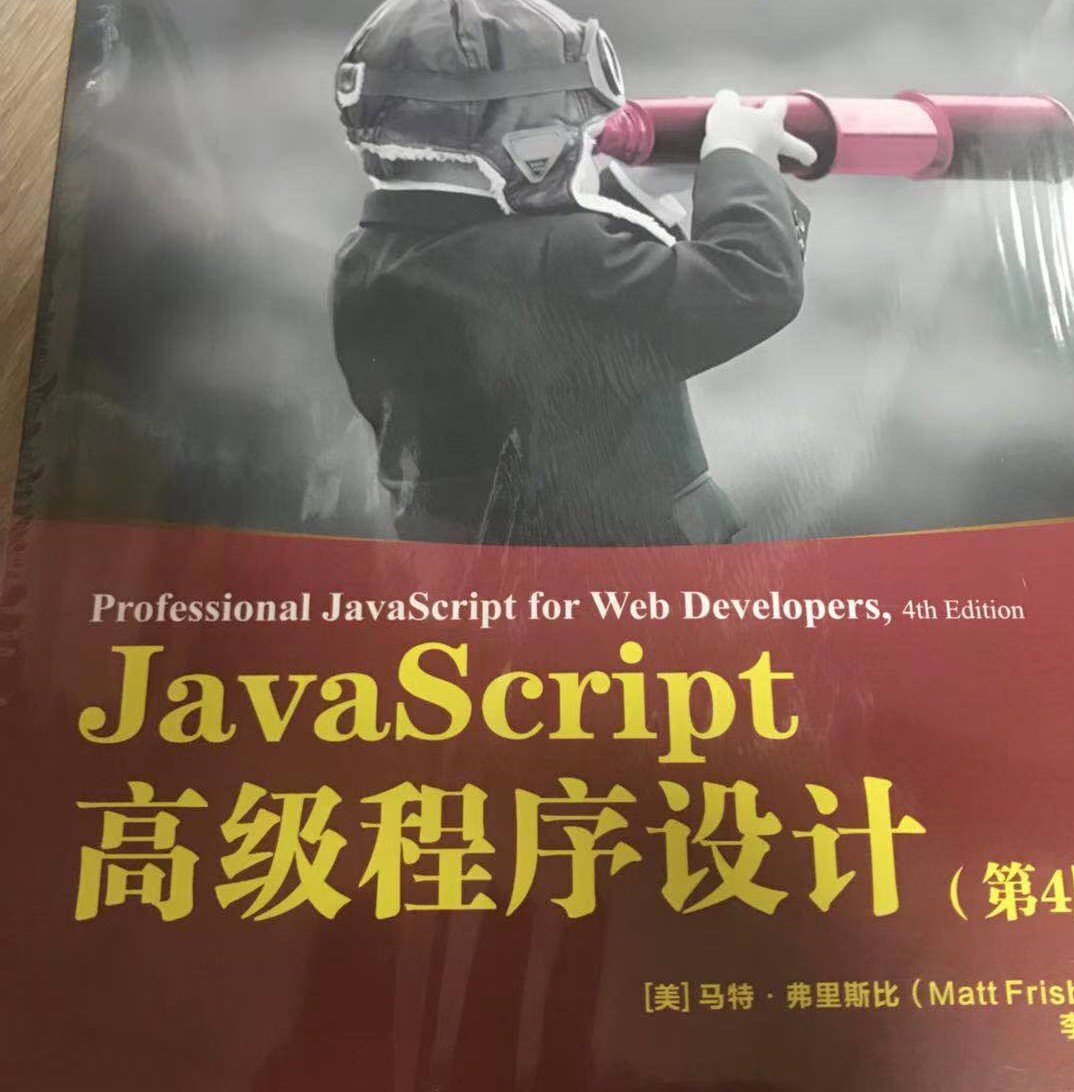 Professional JavaScript for Web Developers, 4th Edition
JavaScript
高级程序设计
（第4
[美] 马特·弗里斯比（Matt Frisb
李